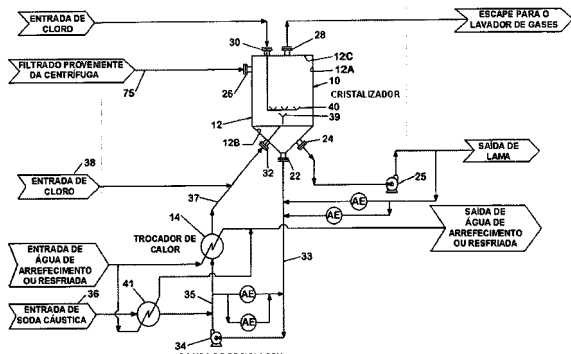 ENTRADA DE
CLORO
30
28
ESCAPE PARA O
LAVADOR DE GASES
FILTRADO PROVENIENTE
DA CENTRÍFUGA
75
26
12C
12A
10
CRISTALIZADOR
40
39
12
12B
24
32
22
38
ENTRADA DE
CLORO
37
25
SAÍDA DE
LAMA
AE
AE
14
TROCADOR DE
CALOR
33
SAÍDA DE
ÁGUA DE
ARREFECIMENTO
OU RESFRIADA
ENTRADA DE
ÁGUA DE
ARREFECIMENTO
OU RESFRIADA
36
41
35
AE
AE
ENTRADA DE
SODA CÁUSTICA
34